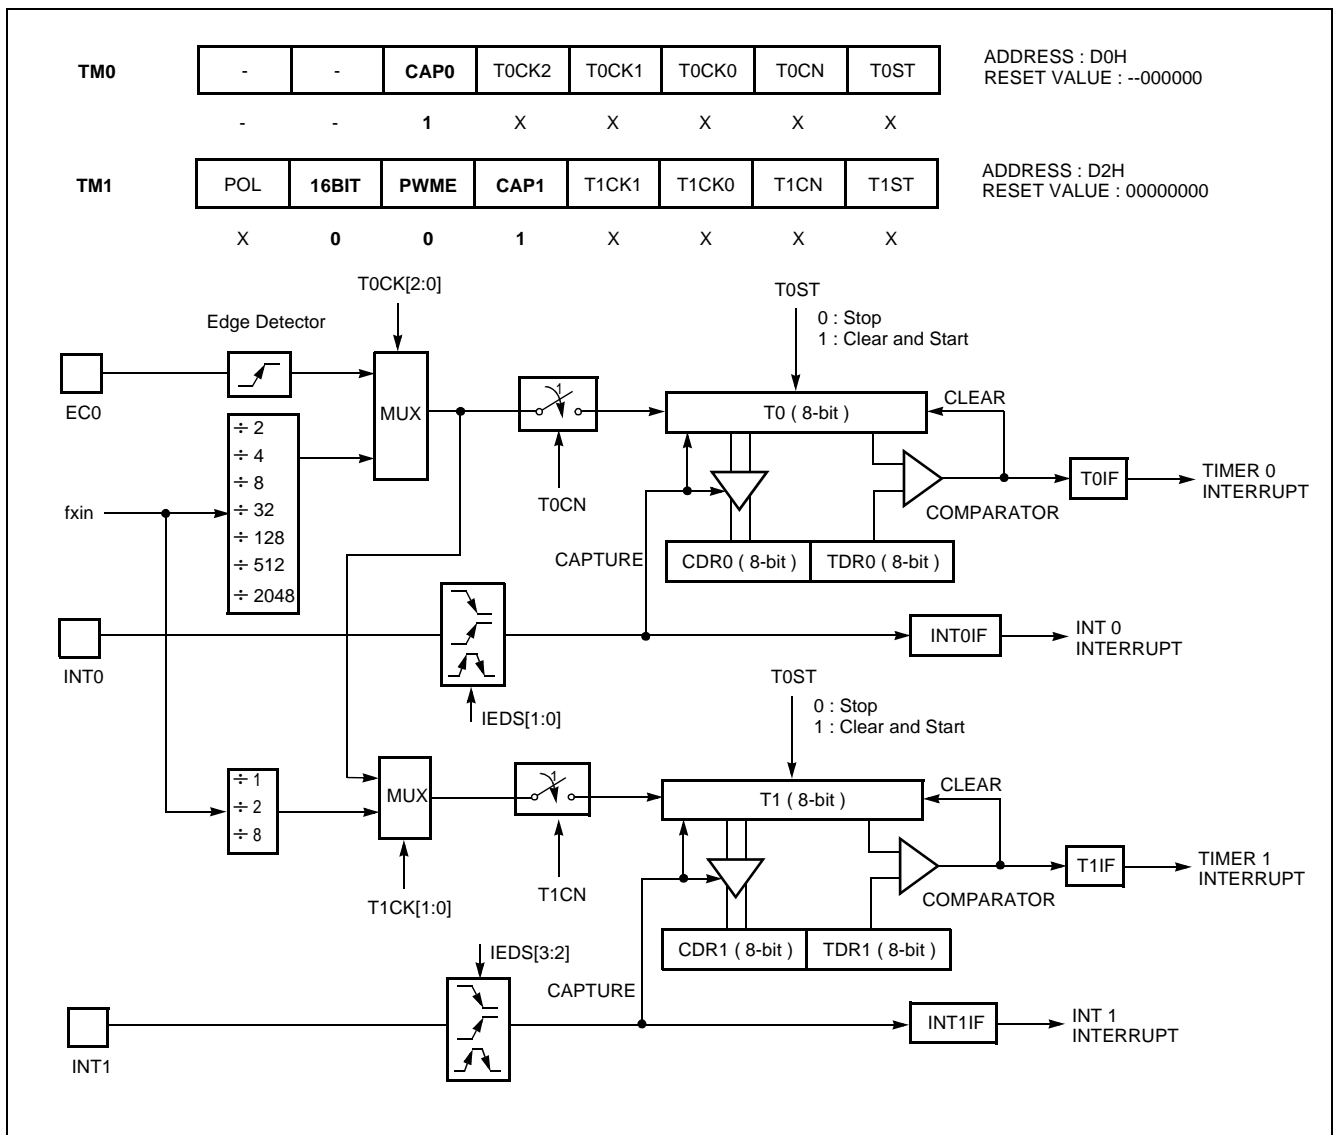 TM0 - - CAP0 T0CK2 T0CK1 T0CK0 T0CN T0ST
ADDRESS : D0H
RESET VALUE : --000000
- - 1 X X X X X
TM1 POL 16BIT PWME CAP1 T1CK1 T1CK0 T1CN T1ST
ADDRESS : D2H
RESET VALUE : 00000000
X 0 0 1 X X X X
T0CK[2:0]
T0ST
0 : Stop
1 : Clear and Start
Edge Detector
EC0
MUX
1
T0CN
T0 ( 8-bit )
CLEAR
COMPARATOR
T0IF
TIMER 0
INTERRUPT
fxin
÷ 2
÷ 4
÷ 8
÷ 32
÷ 128
÷ 512
÷ 2048
CAPTURE
CDR0 ( 8-bit )
TDR0 ( 8-bit )
INT0
IEDS[1:0]
INT0IF
INT 0
INTERRUPT
T0ST
0 : Stop
1 : Clear and Start
÷ 1
÷ 2
÷ 8
MUX
T1CK[1:0]
1
T1CN
T1 ( 8-bit )
CLEAR
COMPARATOR
T1IF
TIMER 1
INTERRUPT
CDR1 ( 8-bit )
TDR1 ( 8-bit )
IEDS[3:2]
CAPTURE
INT1
INT1IF
INT 1
INTERRUPT